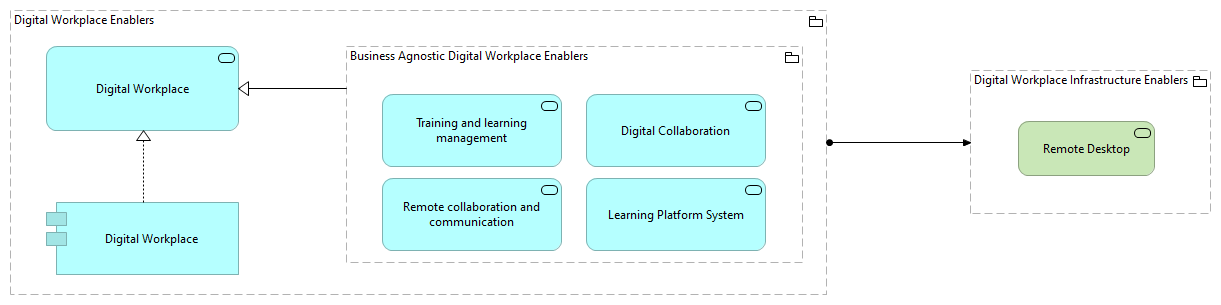 Digital Workplace Enablers
Digital Workplace
Digital Workplace
Business Agnostic Digital Workplace Enablers
Training and learning
management
Digital Collaboration
Remote collaboration and
communication
Learning Platform System
Digital Workplace Infrastructure Enablers
Remote Desktop